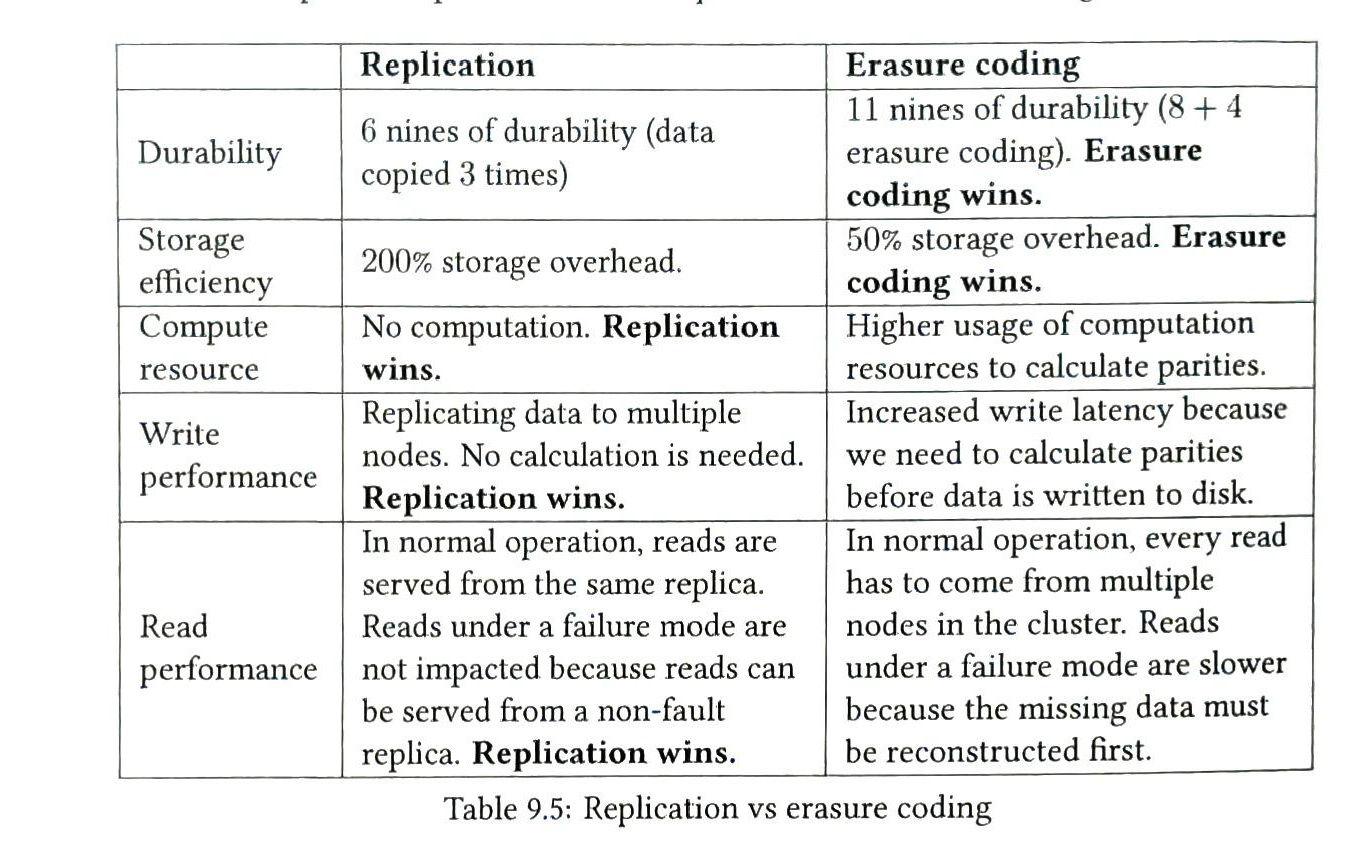 Replication
Erasure coding
Durability
6 nines of durability (data
copied 3 times)
11 nines of durability (8 + 4
erasure coding). Erasure
coding wins.
Storage
efficiency
200% storage overhead.
50% storage overhead. Erasure
coding wins.
Compute
resource
No computation. Replication
wins.
Higher usage of computation
resources to calculate parities.
Write
performance
Replicating data to multiple
nodes. No calculation is needed.
Replication wins.
Increased write latency because
we need to calculate parities
before data is written to disk.
Read
performance
In normal operation, reads are
served from the same replica.
Reads under a failure mode are
not impacted because reads can
be served from a non-fault
replica. Replication wins.
In normal operation, every read
has to come from multiple
nodes in the cluster. Reads
under a failure mode are slower
because the missing data must
be reconstructed first.
Table 9.5: Replication vs erasure coding